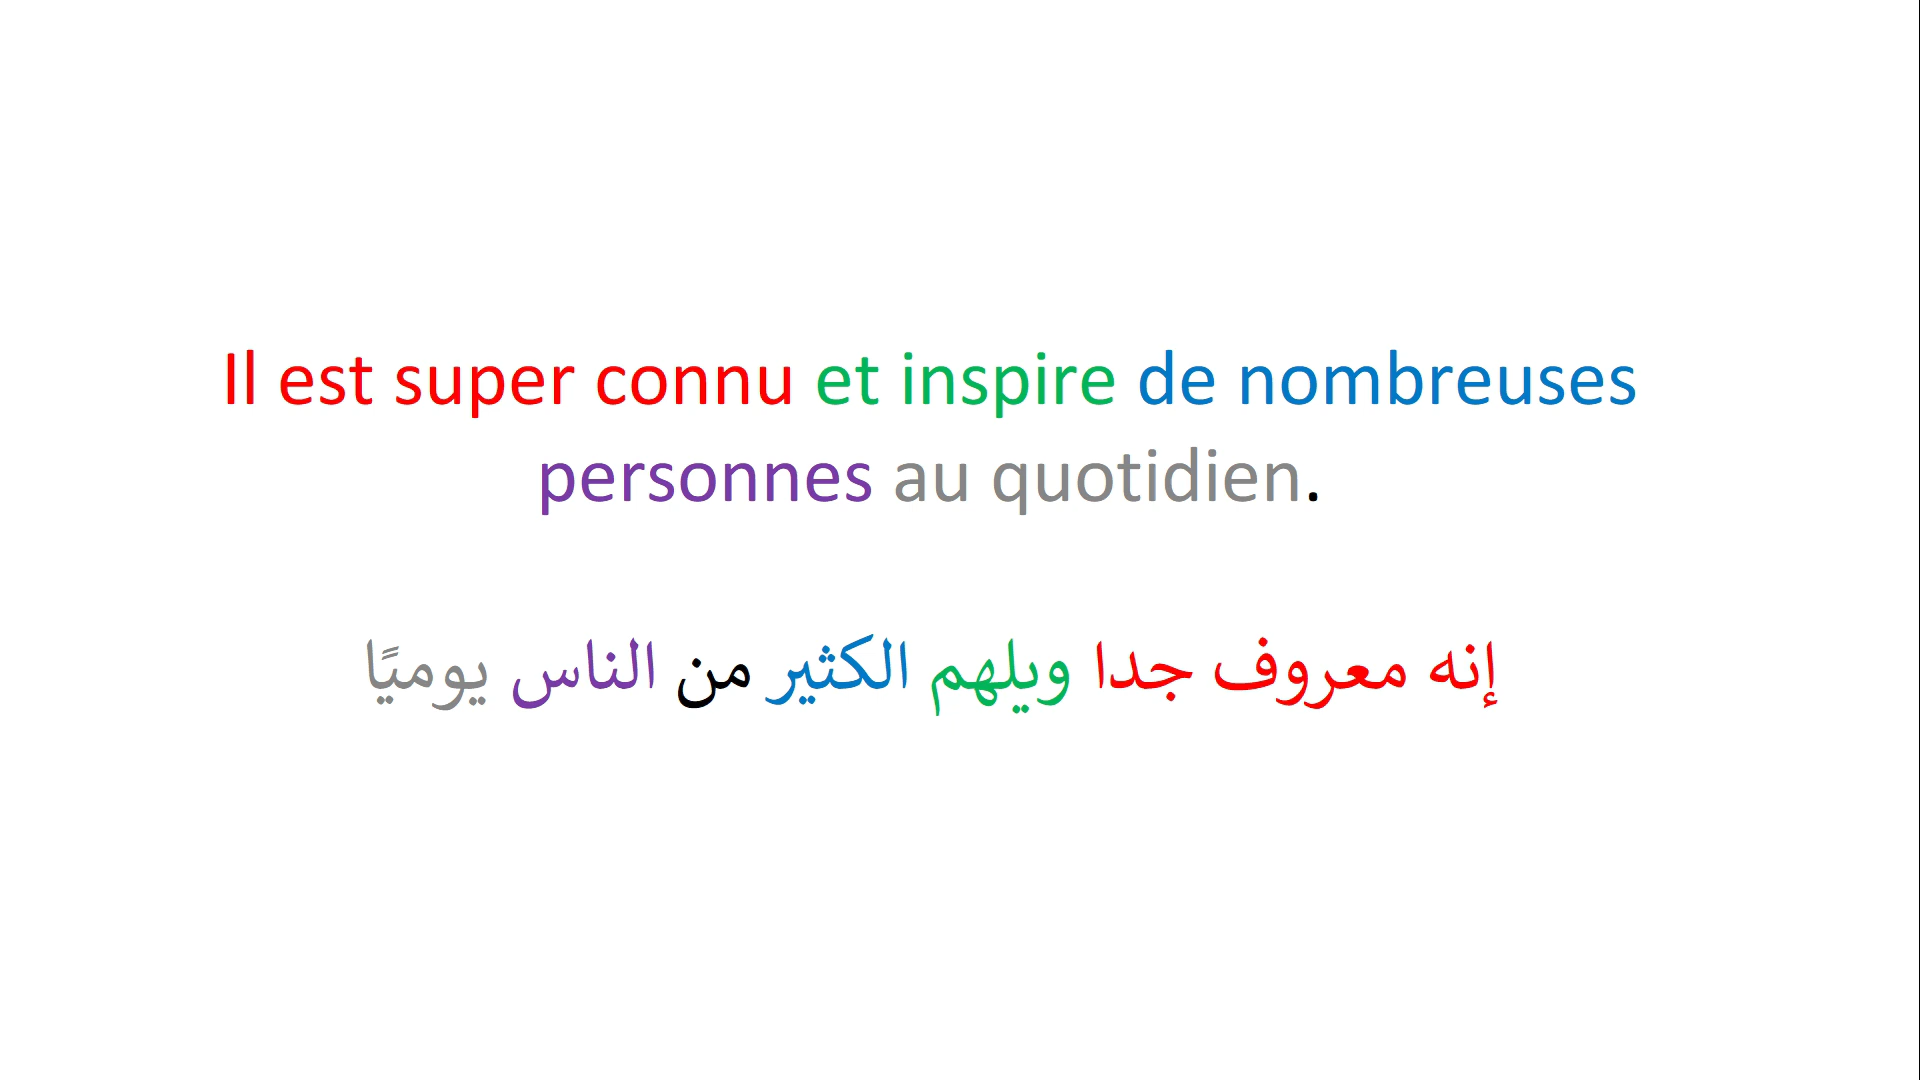 Il est super connu et inspire de nombreuses
personnes au quotidien.
إنه معروف جدا ويلهم الكثير من الناس يوميًا